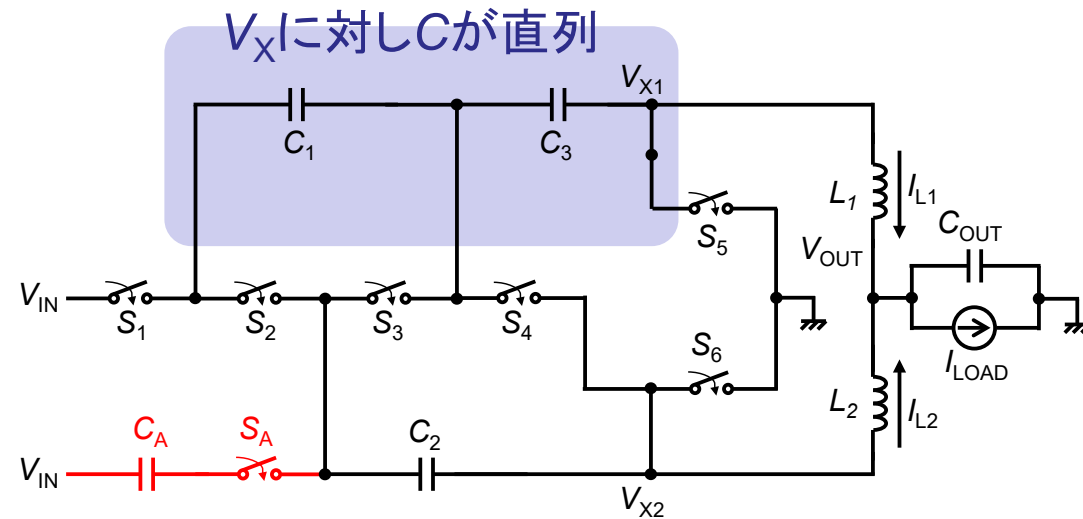 VXに対しCが直列
VX1
C1
C3
L1
IL1
S5
COUT
VOUT
VIN
S1
S2
S3
S4
S6
ILOAD
CA
SA
C2
L2
IL2
VIN
VX2